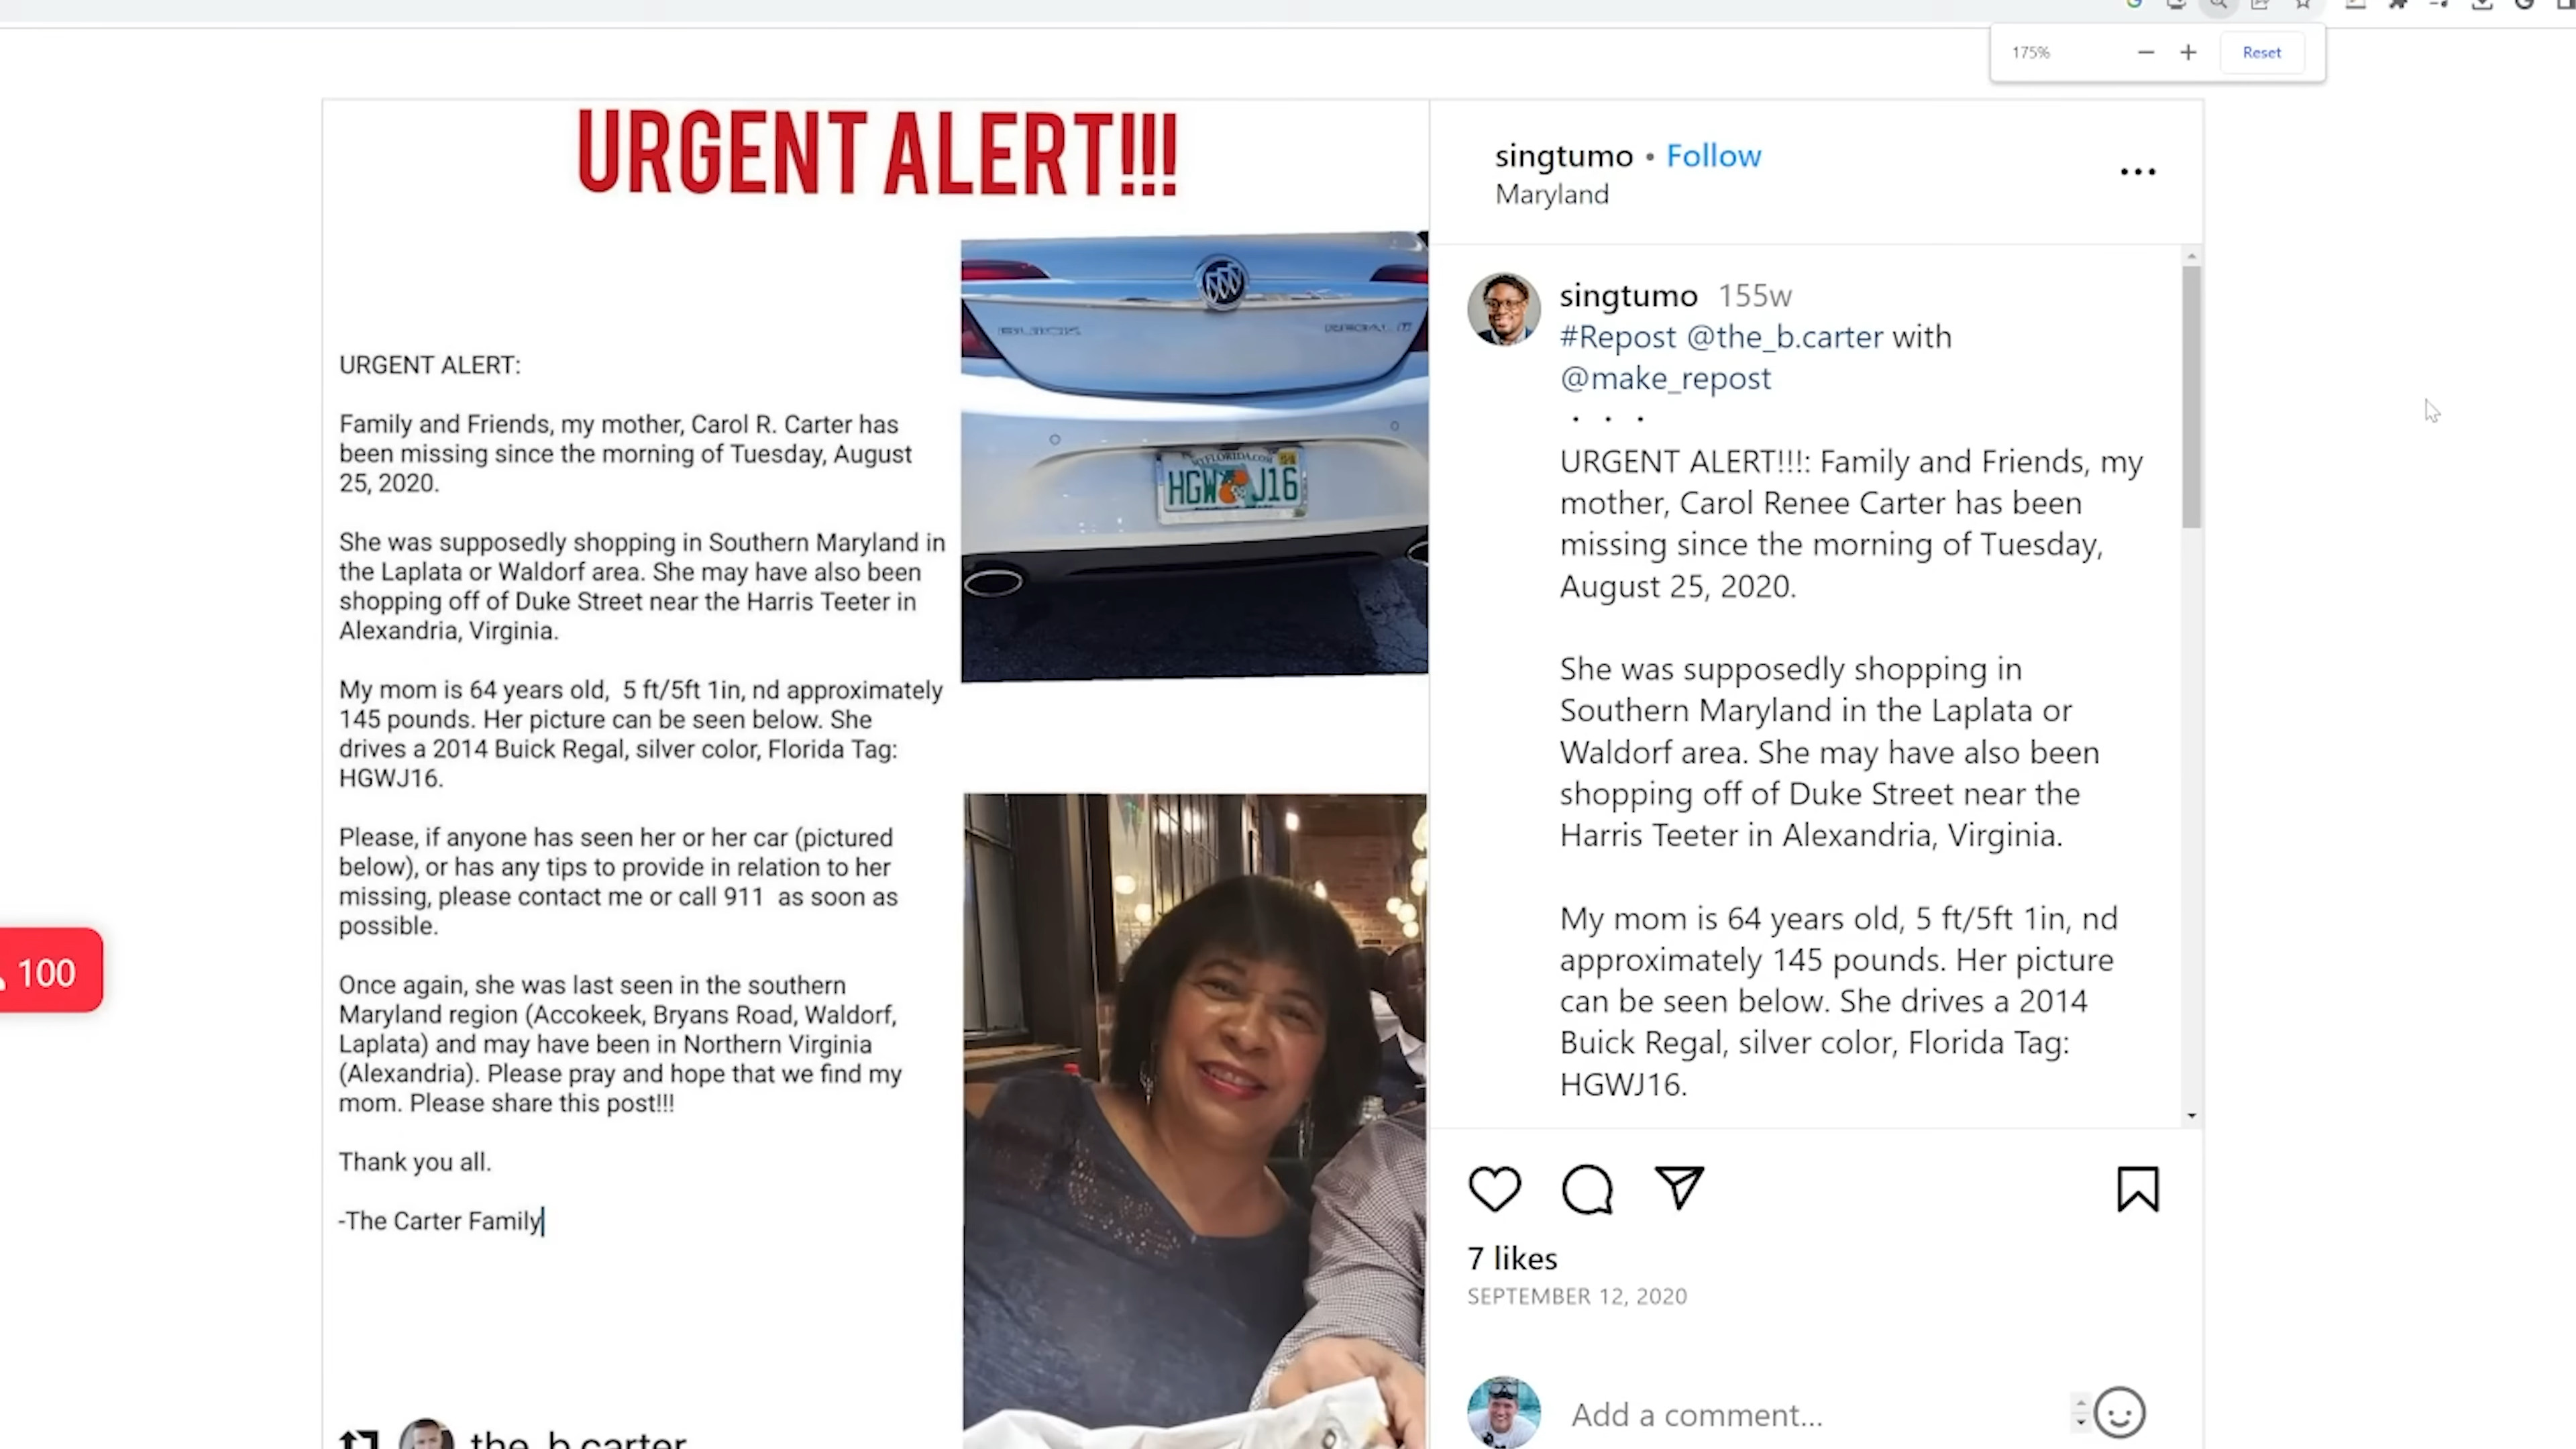 175%
Reset
URGENT ALERT!!!
URGENT ALERT:
Family and Friends, my mother, Carol R. Carter has
been missing since the morning of Tuesday, August
25, 2020.
She was supposedly shopping in Southern Maryland in
the Laplata or Waldorf area. She may have also been
shopping off of Duke Street near the Harris Teeter in
Alexandria, Virginia.
My mom is 64 years old, 5 ft/5ft 1in, nd approximately
145 pounds. Her picture can be seen below. She
drives a 2014 Buick Regal, silver color, Florida Tag:
HGWJ16.
Please, if anyone has seen her or her car (pictured
below), or has any tips to provide in relation to her
missing, please contact me or call 911 as soon as
possible.
Once again, she was last seen in the southern
Maryland region (Accokeek, Bryans Road, Waldorf,
Laplata) and may have been in Northern Virginia
(Alexandria). Please pray and hope that we find my
mom. Please share this post!!!
Thank you all.
-The Carter Family
the_b.carter
BUICK
REGAL
MYFLORIDA.COM
HGW J16
100
singtumo • Follow
Maryland
singtumo 155w
#Repost @the_b.carter with
@make_repost
· · ·
URGENT ALERT!!!: Family and Friends, my
mother, Carol Renee Carter has been
missing since the morning of Tuesday,
August 25, 2020.
She was supposedly shopping in
Southern Maryland in the Laplata or
Waldorf area. She may have also been
shopping off of Duke Street near the
Harris Teeter in Alexandria, Virginia.
My mom is 64 years old, 5 ft/5ft 1in, nd
approximately 145 pounds. Her picture
can be seen below. She drives a 2014
Buick Regal, silver color, Florida Tag:
HGWJ16.
7 likes
SEPTEMBER 12, 2020
Add a comment...